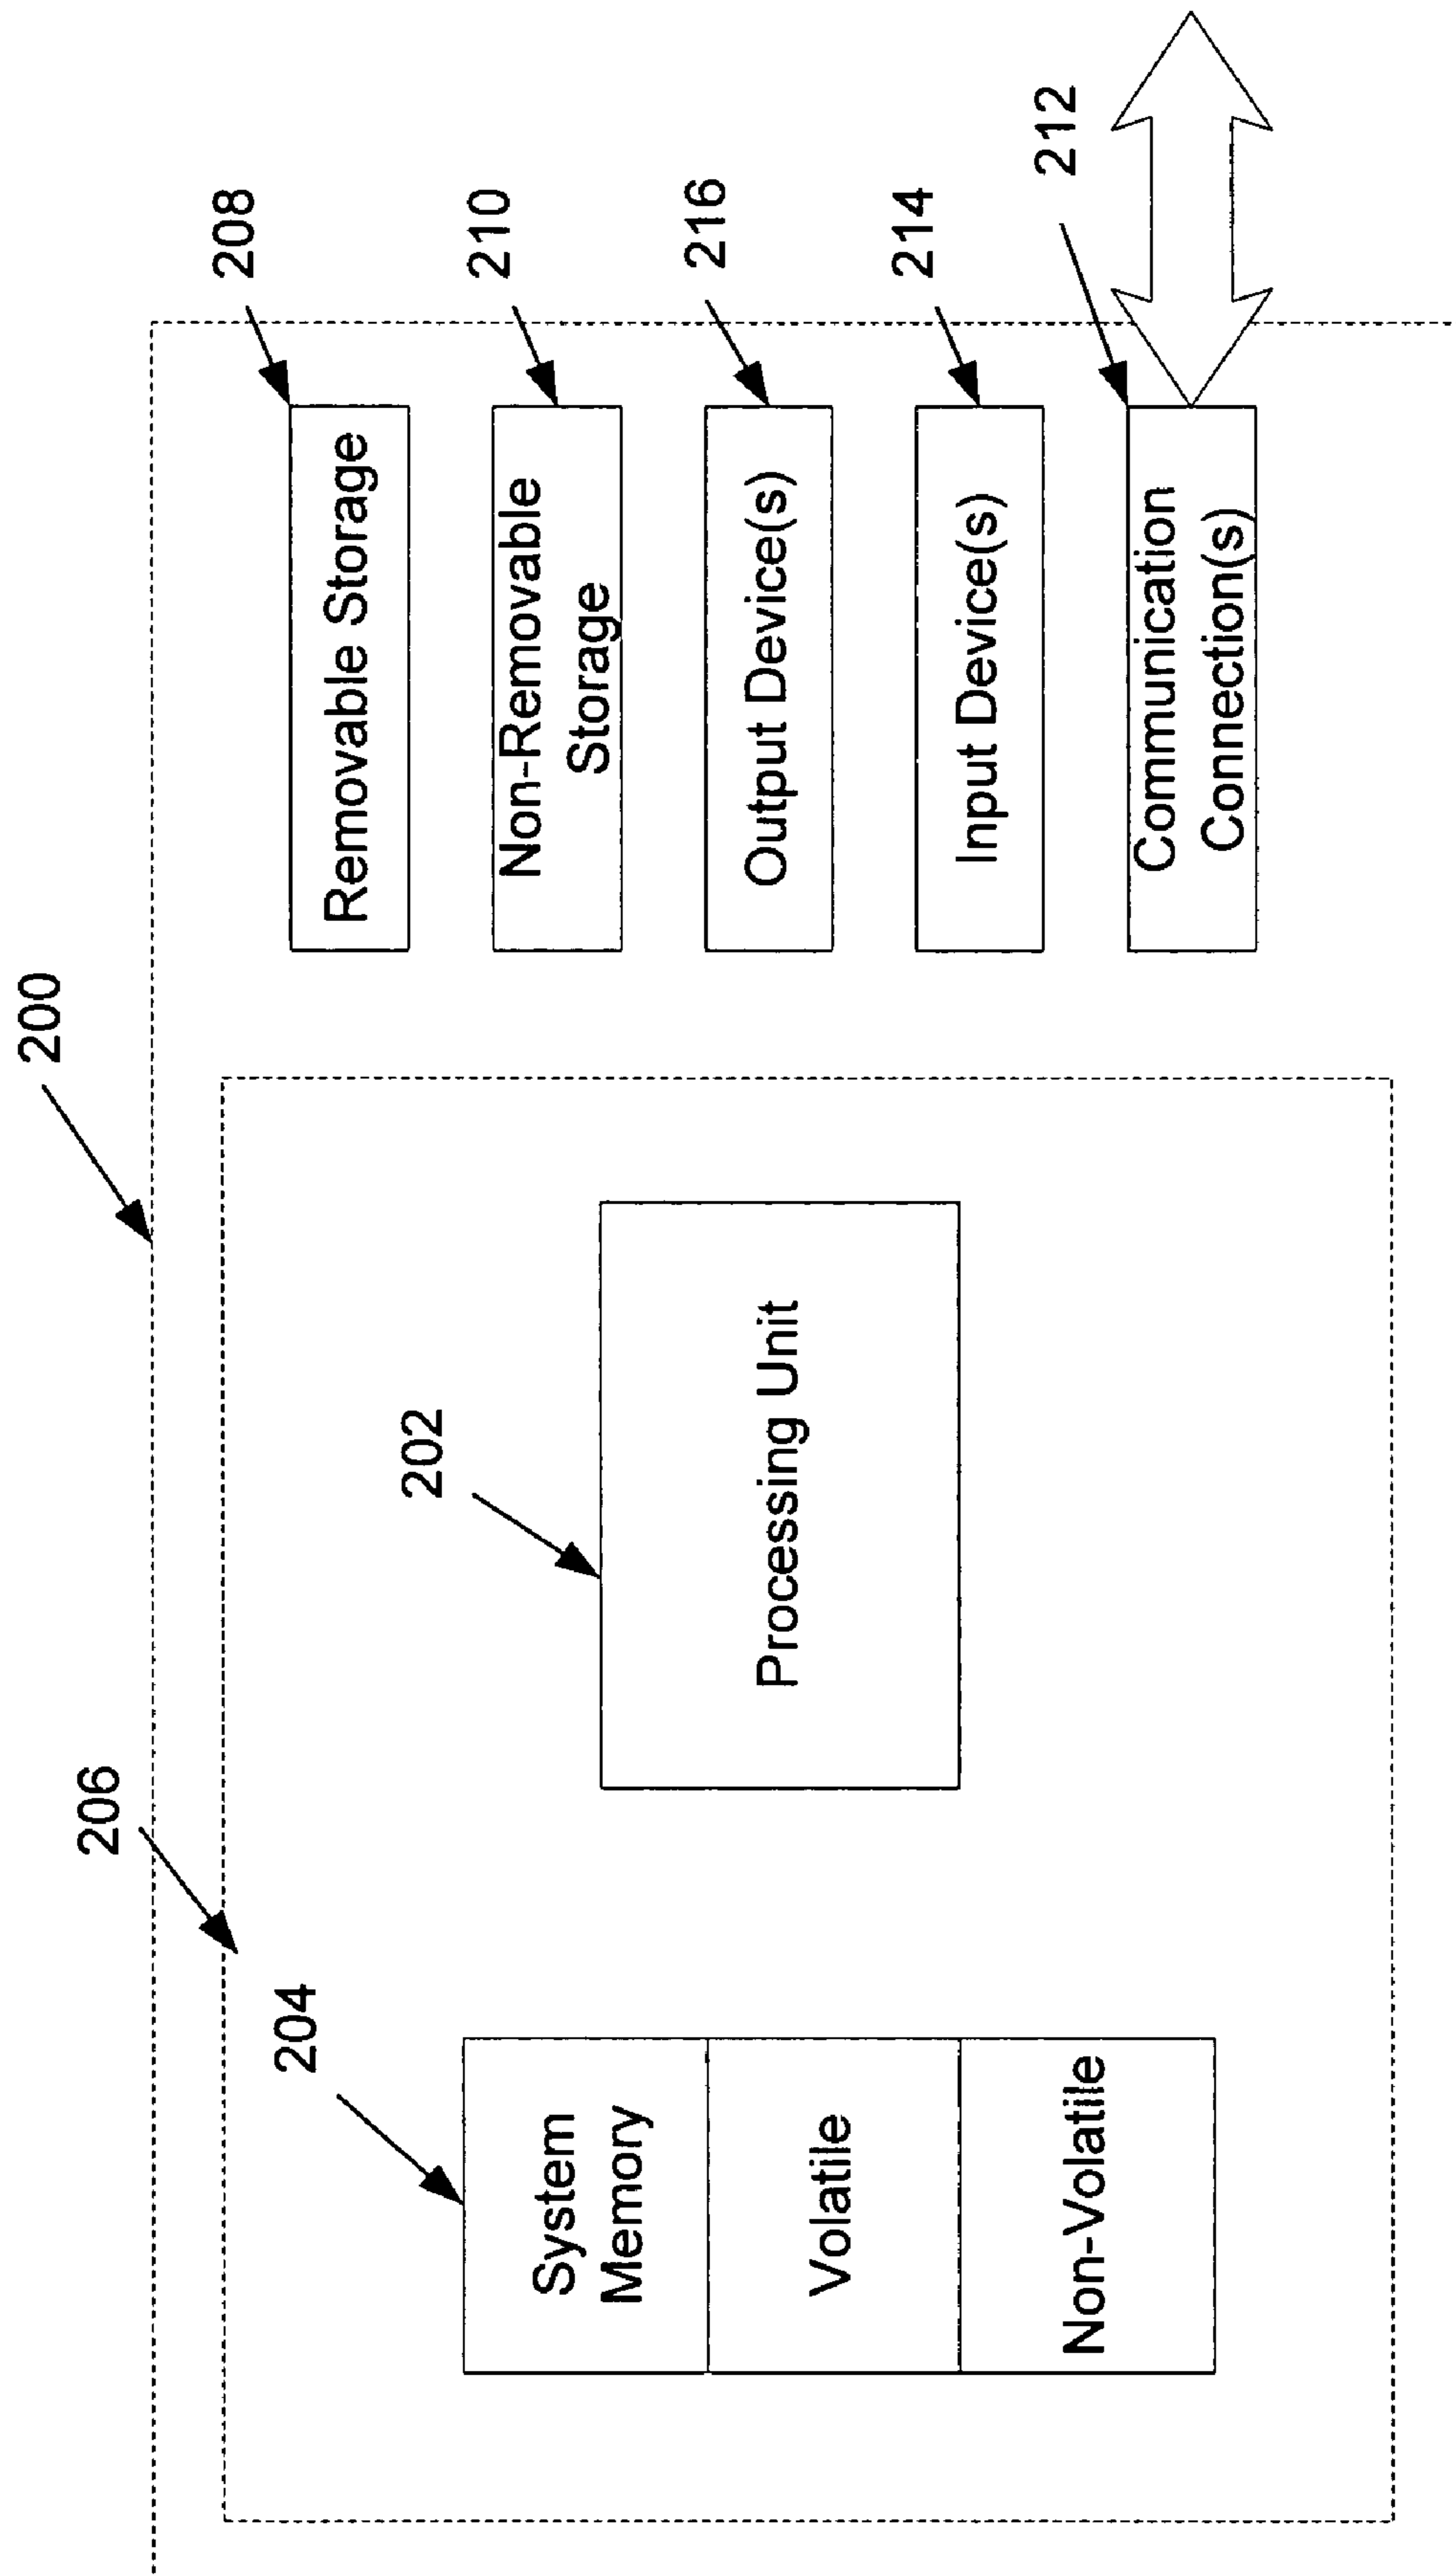 200
206
204
System
Memory
Volatile
Non-Volatile
202
Processing Unit
208
Removable Storage
210
Non-Removable
Storage
216
Output Device(s)
214
Input Device(s)
212
Communication
Connection(s)